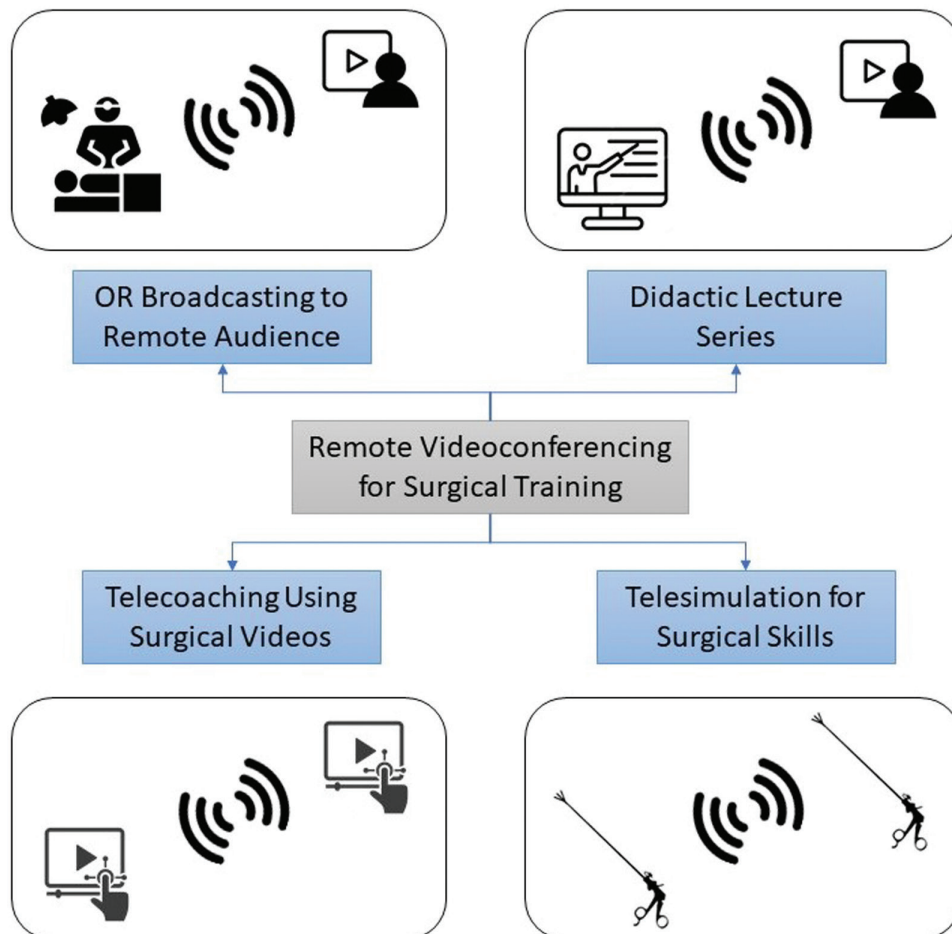 OR Broadcasting to
Remote Audience
Didactic Lecture
Series
Remote Videoconferencing
for Surgical Training
Telecoaching Using
Surgical Videos
Telesimulation for
Surgical Skills